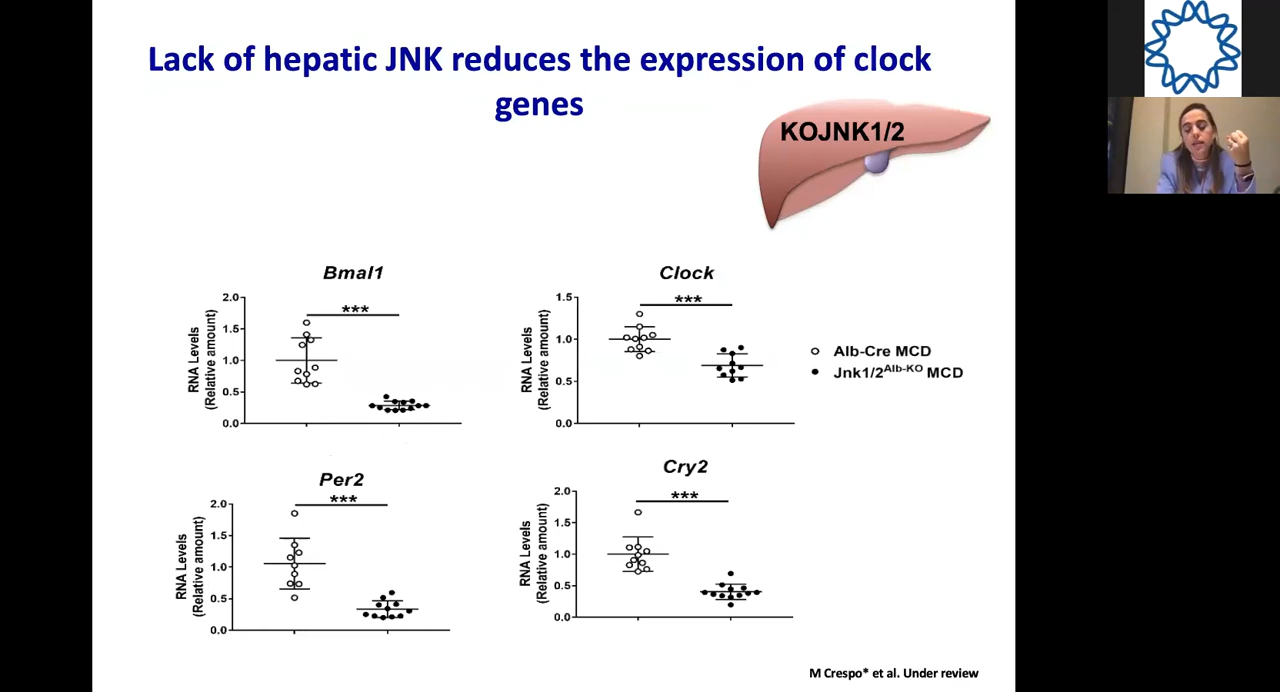 Lack of hepatic JNK reduces the expression of clock
genes
KOJNK1/2
Bmal1
***
RNA Levels
(Relative amount)
2.0
1.5
1.0
0.5
0.0
Clock
***
RNA Levels
(Relative amount)
1.5
1.0
0.5
0.0
Alb-Cre MCD
Jnk1/2Alb-KO MCD
Per2
***
RNA Levels
(Relative amount)
2.0
1.5
1.0
0.5
0.0
Cry2
***
RNA Levels
(Relative amount)
2.0
1.5
1.0
0.5
0.0
M Crespo* et al. Under review